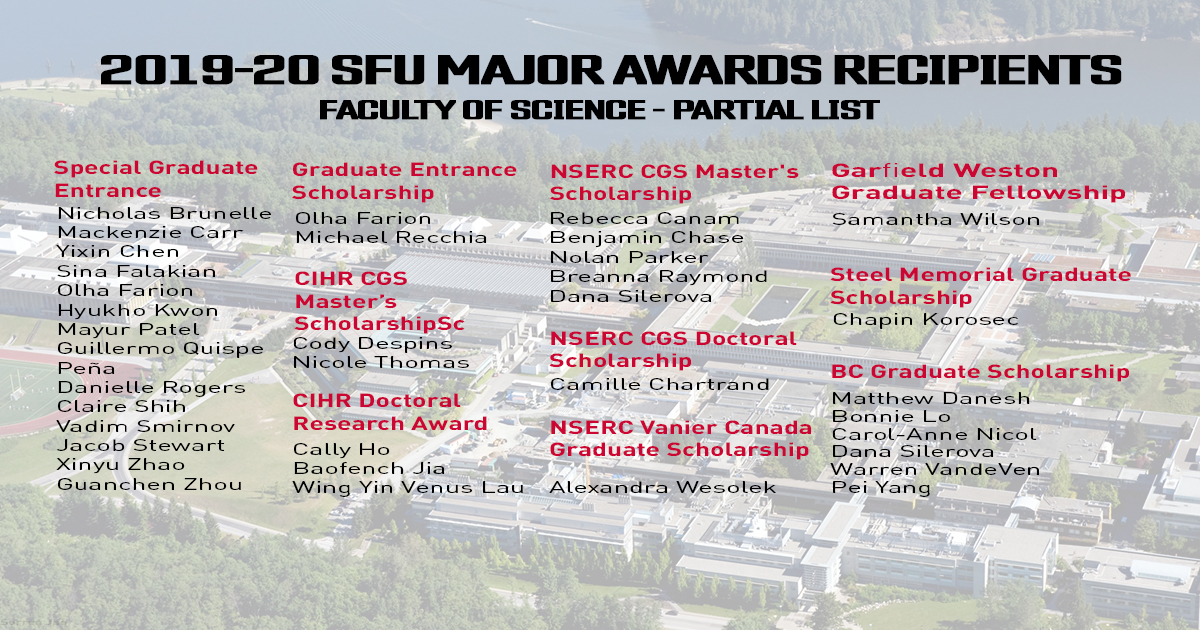 2019-20 SFU MAJOR AWARDS RECIPIENTS
FACULTY OF SCIENCE - PARTIAL LIST
Special Graduate
Entrance
Nicholas Brunelle
Mackenzie Carr
Yixin Chen
Sina Falakian
Olha Farion
Hyukho Kwon
Mayur Patel
Guillermo Quispe
Peña
Danielle Rogers
Claire Shih
Vadim Smirnov
Jacob Stewart
Xinyu Zhao
Guanchen Zhou
Graduate Entrance
Scholarship
Olha Farion
Michael Recchia
CIHR CGS
Master's
ScholarshipSc
Cody Despins
Nicole Thomas
CIHR Doctoral
Research Award
Cally Ho
Baofench Jia
Wing Yin Venus Lau
NSERC CGS Master's
Scholarship
Rebecca Canam
Benjamin Chase
Nolan Parker
Breanna Raymond
Dana Silerova
NSERC CGS Doctoral
Scholarship
Camille Chartrand
NSERC Vanier Canada
Graduate Scholarship
Alexandra Wesolek
Garfield Weston
Graduate Fellowship
Samantha Wilson
Steel Memorial Graduate
Scholarship
Chapin Korosec
BC Graduate Scholarship
Matthew Danesh
Bonnie Lo
Carol-Anne Nicol
Dana Silerova
Warren VandeVen
Pei Yang